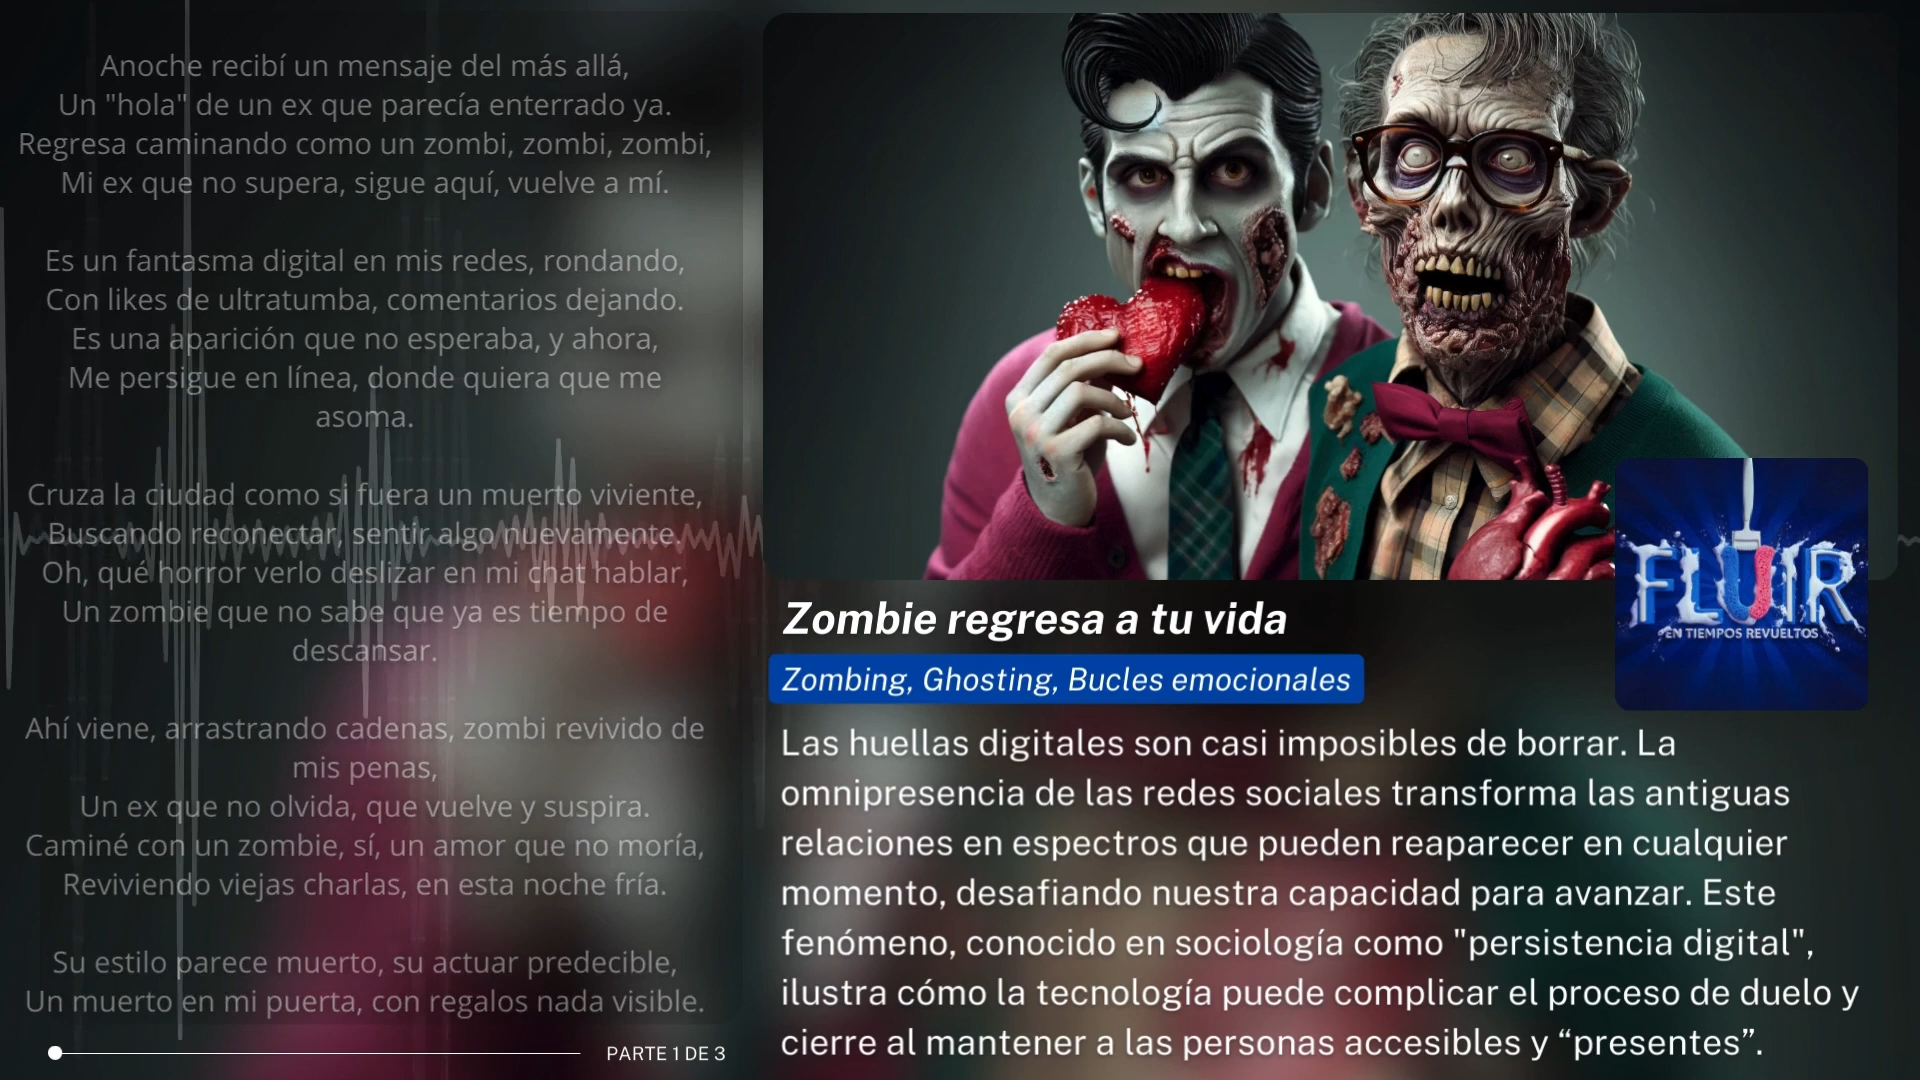 Anoche recibí un mensaje del más allá,
Un "hola" de un ex que parecía enterrado ya.
Regresa caminando como un zombi, zombi, zombi,
Mi ex que no supera, sigue aquí, vuelve a mí.
Es un fantasma digital en mis redes, rondando,
Con likes de ultratumba, comentarios dejando.
Es una aparición que no esperaba, y ahora,
Me persigue en línea, donde quiera que me
asoma.
Cruza la ciudad como si fuera un muerto viviente,
Buscando reconectar, sentir algo nuevamente.
Oh, qué horror verlo deslizar en mi chat hablar,
Un zombie que no sabe que ya es tiempo de
descansar.
Ahí viene, arrastrando cadenas, zombi revivido de
mis penas,
Un ex que no olvida, que vuelve y suspira.
Caminé con un zombie, sí, un amor que no moría,
Reviviendo viejas charlas, en esta noche fría.
Su estilo parece muerto, su actuar predecible,
Un muerto en mi puerta, con regalos nada visible.
PARTE 1 DE 3
FLUIR
EN TIEMPOS REVUELTOS
Zombie regresa a tu vida
Zombing, Ghosting, Bucles emocionales
Las huellas digitales son casi imposibles de borrar. La
omnipresencia de las redes sociales transforma las antiguas
relaciones en espectros que pueden reaparecer en cualquier
momento, desafiando nuestra capacidad para avanzar. Este
fenómeno, conocido en sociología como "persistencia digital",
ilustra cómo la tecnología puede complicar el proceso de duelo y
cierre al mantener a las personas accesibles y “presentes”.